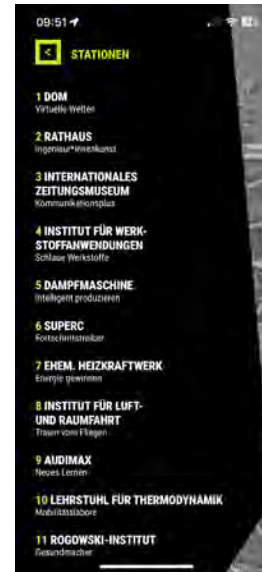 09:51
<
STATIONEN
1 DOM
Virtuelle Welten
2 RATHAUS
Ingenieur*innenkunst
3 INTERNATIONALES
ZEITUNGSMUSEUM
Kommunikationsplus
4 INSTITUT FÜR WERK-
STOFFANWENDUNGEN
Schlaue Werkstoffe
5 DAMPFMASCHINE
Intelligent produzieren
6 SUPERC
Fortschrittstreiber
7 EHEM. HEIZKRAFTWERK
Energie gewinnen
8 INSTITUT FÜR LUFT-
UND RAUMFAHRT
Traum vom Fliegen
9 AUDIMAX
Neues Lernen
10 LEHRSTUHL FÜR THERMODYNAMIK
Mobilitätslabore
11 ROGOWSKI-INSTITUT
Gesundmacher